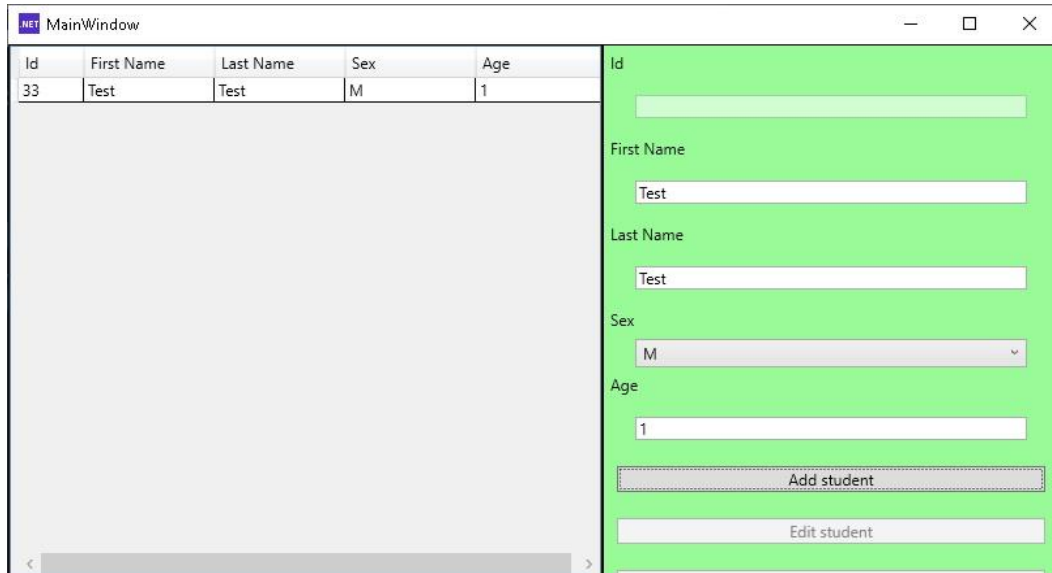 .NET MainWindow
Id First Name Last Name Sex Age
33 Test Test M 1
Id
First Name
Test
Last Name
Test
Sex
M
Age
1
Add student
Edit student